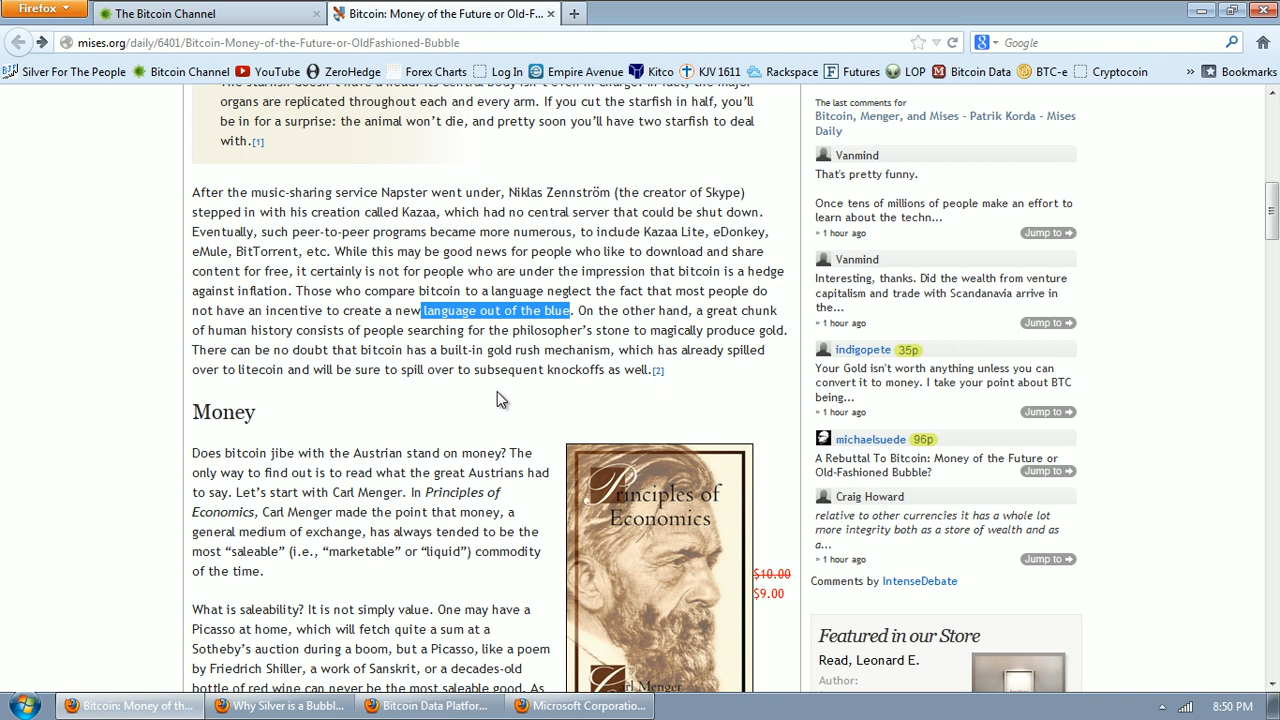 Firefox
The Bitcoin Channel
Bitcoin: Money of the Future or Old-F...
mises.org/daily/6401/Bitcoin-Money-of-the-Future-or-OldFashioned-Bubble
Google
Silver For The People
Bitcoin Channel
YouTube
ZeroHedge
Forex Charts
Log In
Empire Avenue
Kitco
KJV 1611
Rackspace
Futures
LOP
Bitcoin Data
BTC-e
Cryptocoin
»
Bookmarks
organs are replicated throughout each and every arm. If you cut the starfish in half, you'll
be in for a surprise: the animal won't die, and pretty soon you'll have two starfish to deal
with.[1]
After the music-sharing service Napster went under, Niklas Zennström (the creator of Skype)
stepped in with his creation called Kazaa, which had no central server that could be shut down.
Eventually, such peer-to-peer programs became more numerous, to include Kazaa Lite, eDonkey,
eMule, BitTorrent, etc. While this may be good news for people who like to download and share
content for free, it certainly is not for people who are under the impression that bitcoin is a hedge
against inflation. Those who compare bitcoin to a language neglect the fact that most people do
not have an incentive to create a new language out of the blue. On the other hand, a great chunk
of human history consists of people searching for the philosopher's stone to magically produce gold.
There can be no doubt that bitcoin has a built-in gold rush mechanism, which has already spilled
over to litecoin and will be sure to spill over to subsequent knockoffs as well.[2]
Money
Does bitcoin jibe with the Austrian stand on money? The
only way to find out is to read what the great Austrians had
to say. Let's start with Carl Menger. In Principles of
Economics, Carl Menger made the point that money, a
general medium of exchange, has always tended to be the
most “saleable” (i.e., “marketable” or “liquid”) commodity
of the time.
What is saleability? It is not simply value. One may have a
Picasso at home, which will fetch quite a sum at a
Sotheby's auction during a boom, but a Picasso, like a poem
by Friedrich Shiller, a work of Sanskrit, or a decades-old
bottle of red wine can never be the most saleable good. As
Principles of
Economics
Carl Menger
$10.00
$9.00
The last comments for
Bitcoin, Menger, and Mises - Patrik Korda - Mises
Daily
Vanmind
That's pretty funny.
Once tens of millions of people make an effort to
learn about the techn...
» 1 hour ago
Jump to
Vanmind
Interesting, thanks. Did the wealth from venture
capitalism and trade with Scandanavia arrive in
the...
» 1 hour ago
Jump to
indigopete 35p
Your Gold isn't worth anything unless you can
convert it to money. I take your point about BTC
being...
» 1 hour ago
Jump to
michaelsuede 96p
A Rebuttal To Bitcoin: Money of the Future or
Old-Fashioned Bubble?
Jump to
Craig Howard
relative to other currencies it has a whole lot
more integrity both as a store of wealth and as
a...
» 1 hour ago
Jump to
Comments by IntenseDebate
Featured in our Store
Read, Leonard E.
Author:
Bitcoin: Money of th...
Why Silver is a Bubbl...
Bitcoin Data Platfor...
Microsoft Corporatio...
8:50 PM